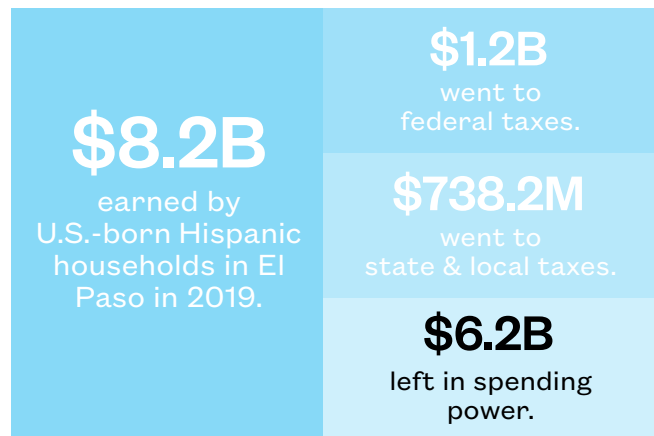 $8.2B
earned by
U.S.-born Hispanic
households in El
Paso in 2019.
$1.2B
went to
federal taxes.
$738.2M
went to
state & local taxes.
$6.2B
left in spending
power.